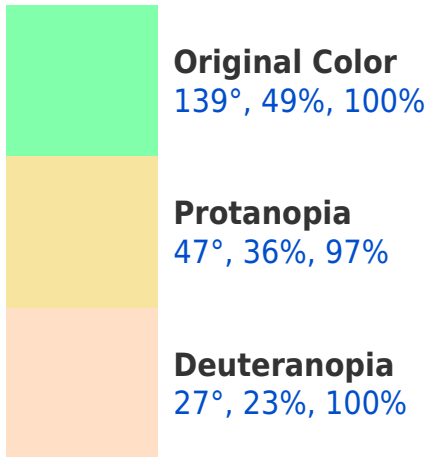 Original Color
139°, 49%, 100%
Protanopia
47°, 36%, 97%
Deuteranopia
27°, 23%, 100%